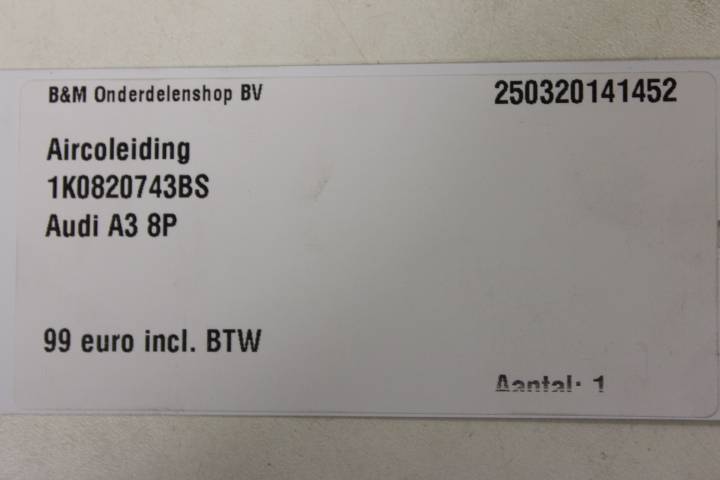 B&M Onderdelenshop BV 250320141452
Aircoleiding
1K0820743BS
Audi A3 8P
99 euro incl. BTW
Aantal: 1